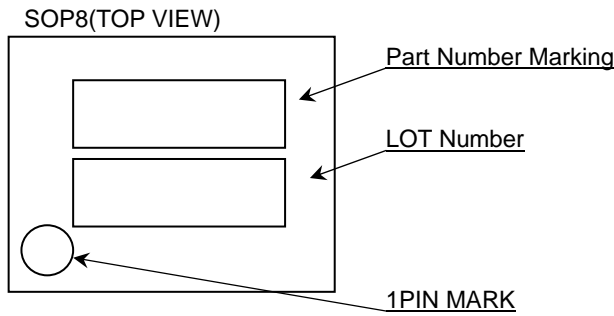 SOP8(TOP VIEW)
Part Number Marking
LOT Number
1PIN MARK